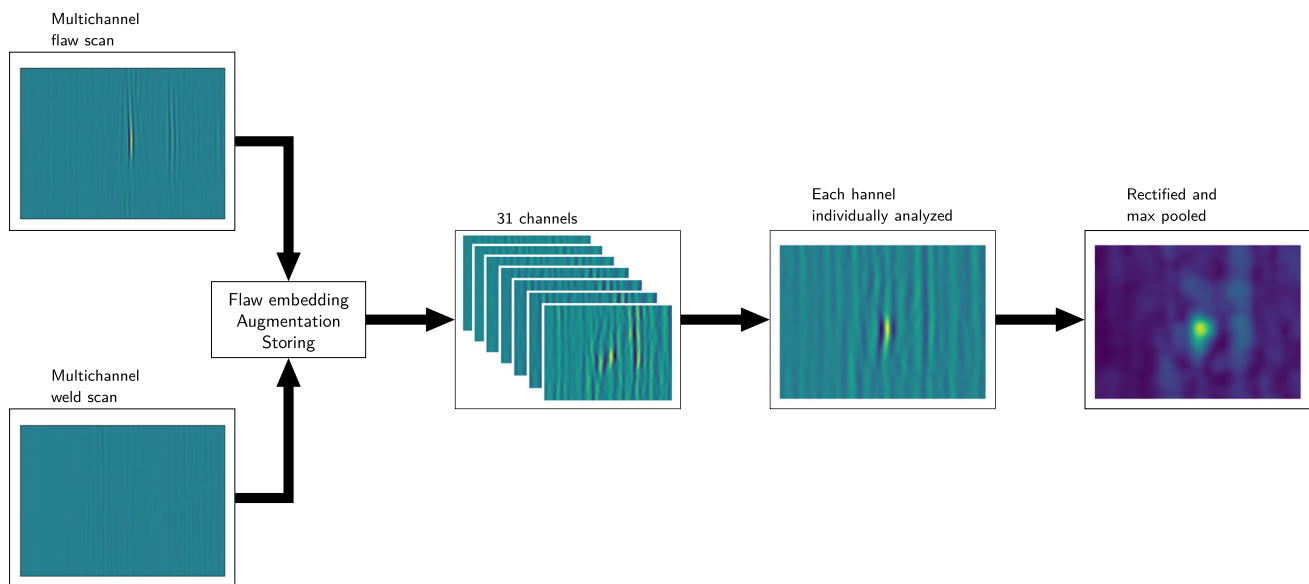 Multichannel
flaw scan
Flaw embedding
Augmentation
Storing
Multichannel
weld scan
31 channels
Each hannel
individually analyzed
Rectified and
max pooled